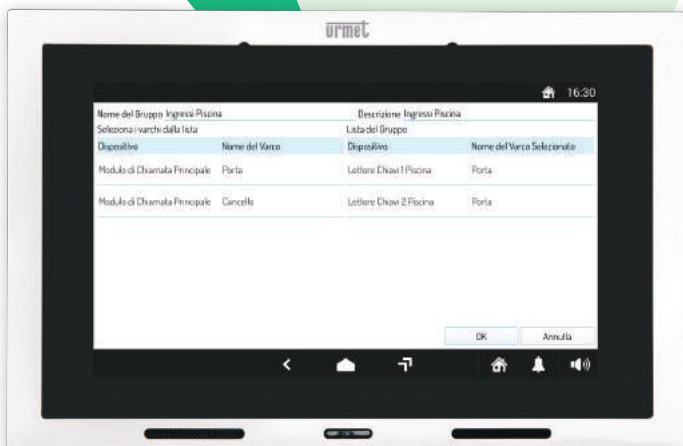 urmet
16:30
Nome del Gruppo Ingressi Piscina Descrizione Ingressi Piscina
Seleziona i varchi dalla lista Lista del Gruppo
Dispositivo Nome del Varco Dispositivo Nome del Varco Selezionato
Modulo di Chiamata Principale Porta Lettore Chiavi 1 Piscina Porta
Modulo di Chiamata Principale Cancello Lettore Chiavi 2 Piscina Porta
OK Annulla